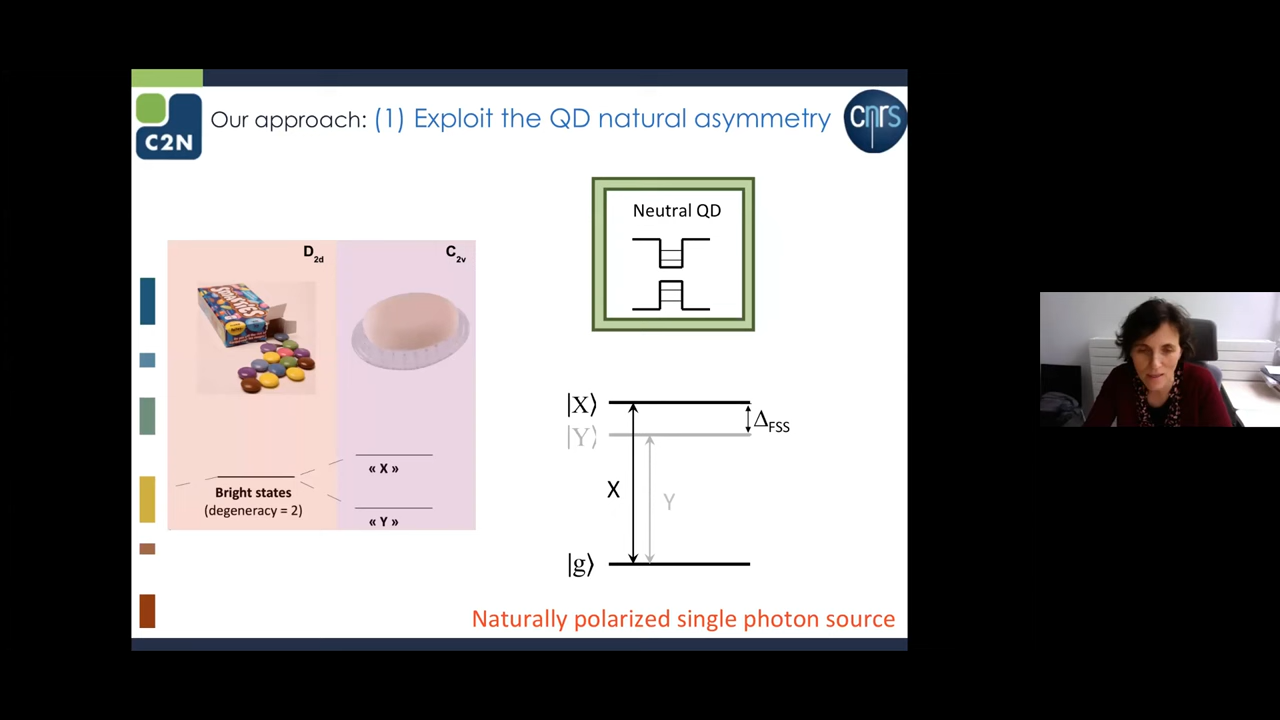 Our approach: (1) Exploit the QD natural asymmetry
C2N
cnrs
D2d
C2v
SMARTIES
Bright states
(degeneracy = 2)
« X »
« Y »
Neutral QD
|X⟩
|Y⟩
ΔFSS
X
Y
|g⟩
Naturally polarized single photon source